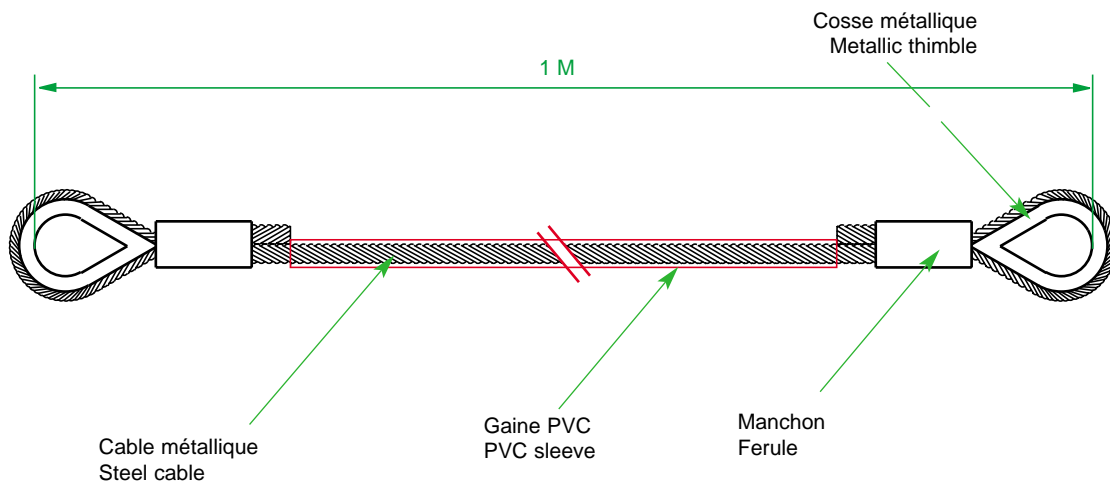 Cosse métallique
Metallic thimble
1 M
Gaine PVC
PVC sleeve
Manchon
Ferule
Cable métallique
Steel cable